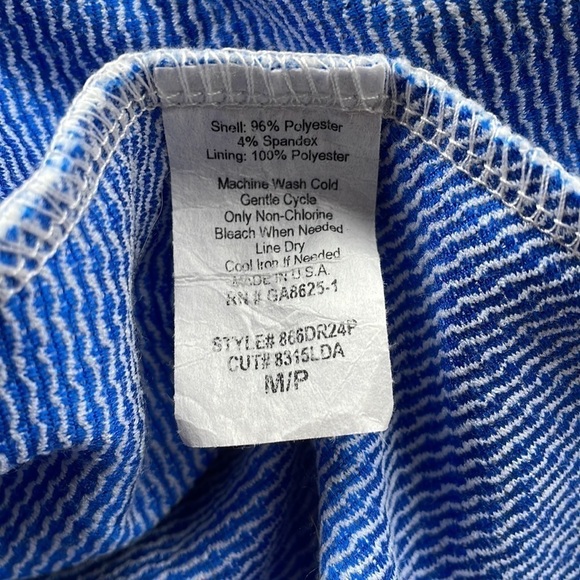 Shell: 96% Polyester
4% Spandex
Lining: 100% Polyester
Machine Wash Cold
Gentle Cycle
Only Non-Chlorine
Bleach When Needed
Line Dry
Cool Iron If Needed
MADE IN U.S.A.
RN # GA8625-1
STYLE# 866DR24P
CUT# 8315LDA
M/P